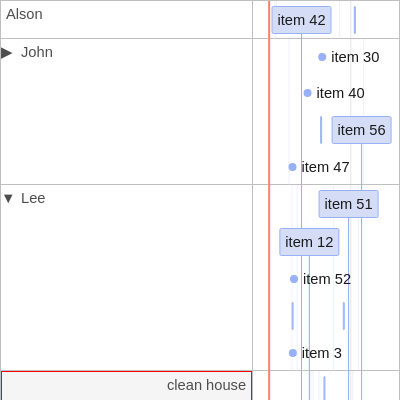 Alson
item 42
▶ John
item 30
item 40
item 56
item 47
▼ Lee
item 51
item 12
item 52
item 3
clean house